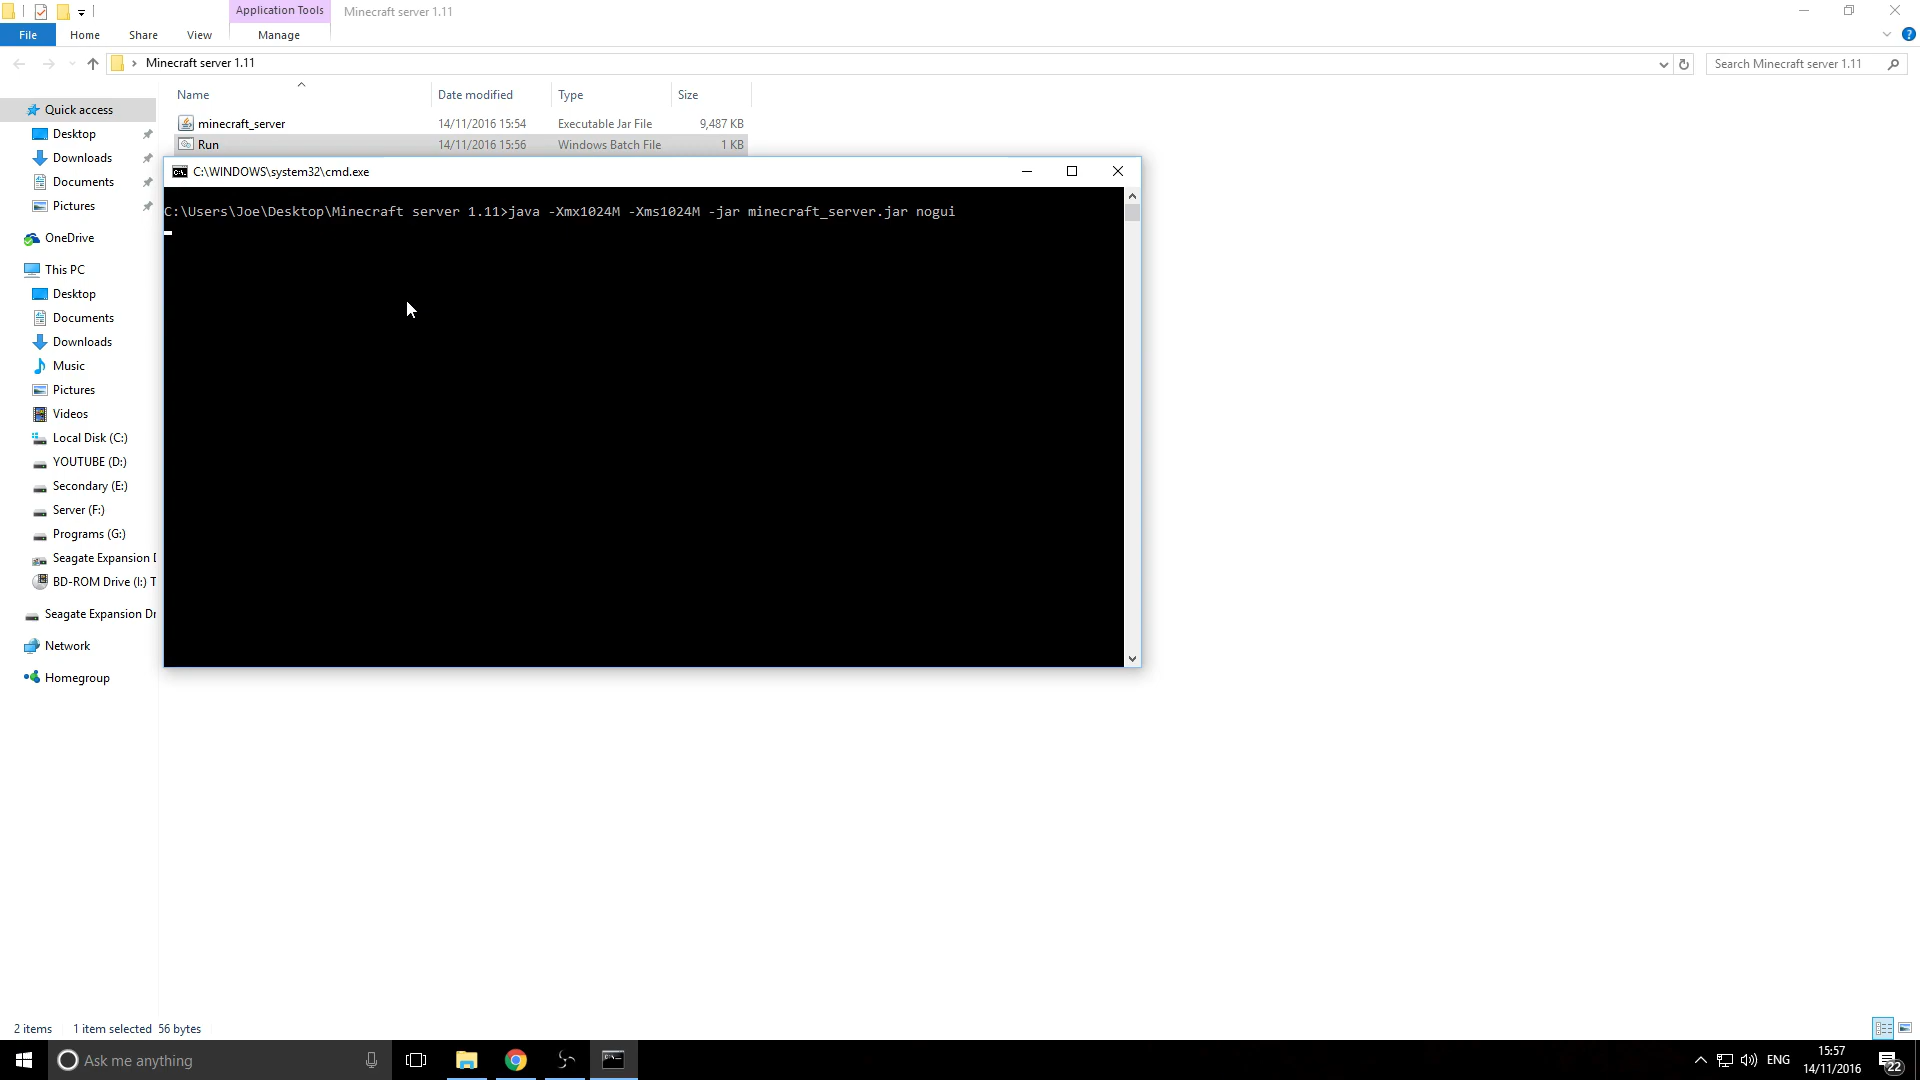 Application Tools
Minecraft server 1.11
File
Home
Share
View
Manage
Minecraft server 1.11
Search Minecraft server 1.11
Name
Date modified
Type
Size
minecraft_server
14/11/2016 15:54
Executable Jar File
9,487 KB
Run
14/11/2016 15:56
Windows Batch File
1 KB
Quick access
Desktop
Downloads
Documents
Pictures
OneDrive
This PC
Desktop
Documents
Downloads
Music
Pictures
Videos
Local Disk (C:)
YOUTUBE (D:)
Secondary (E:)
Server (F:)
Programs (G:)
Seagate Expansion D
BD-ROM Drive (I:) T
Seagate Expansion Dr
Network
Homegroup
C:\WINDOWS\system32\cmd.exe
C:\Users\Joe\Desktop\Minecraft server 1.11>java -Xmx1024M -Xms1024M -jar minecraft_server.jar nogui
2 items
1 item selected 56 bytes
Ask me anything
ENG
15:57
14/11/2016
22